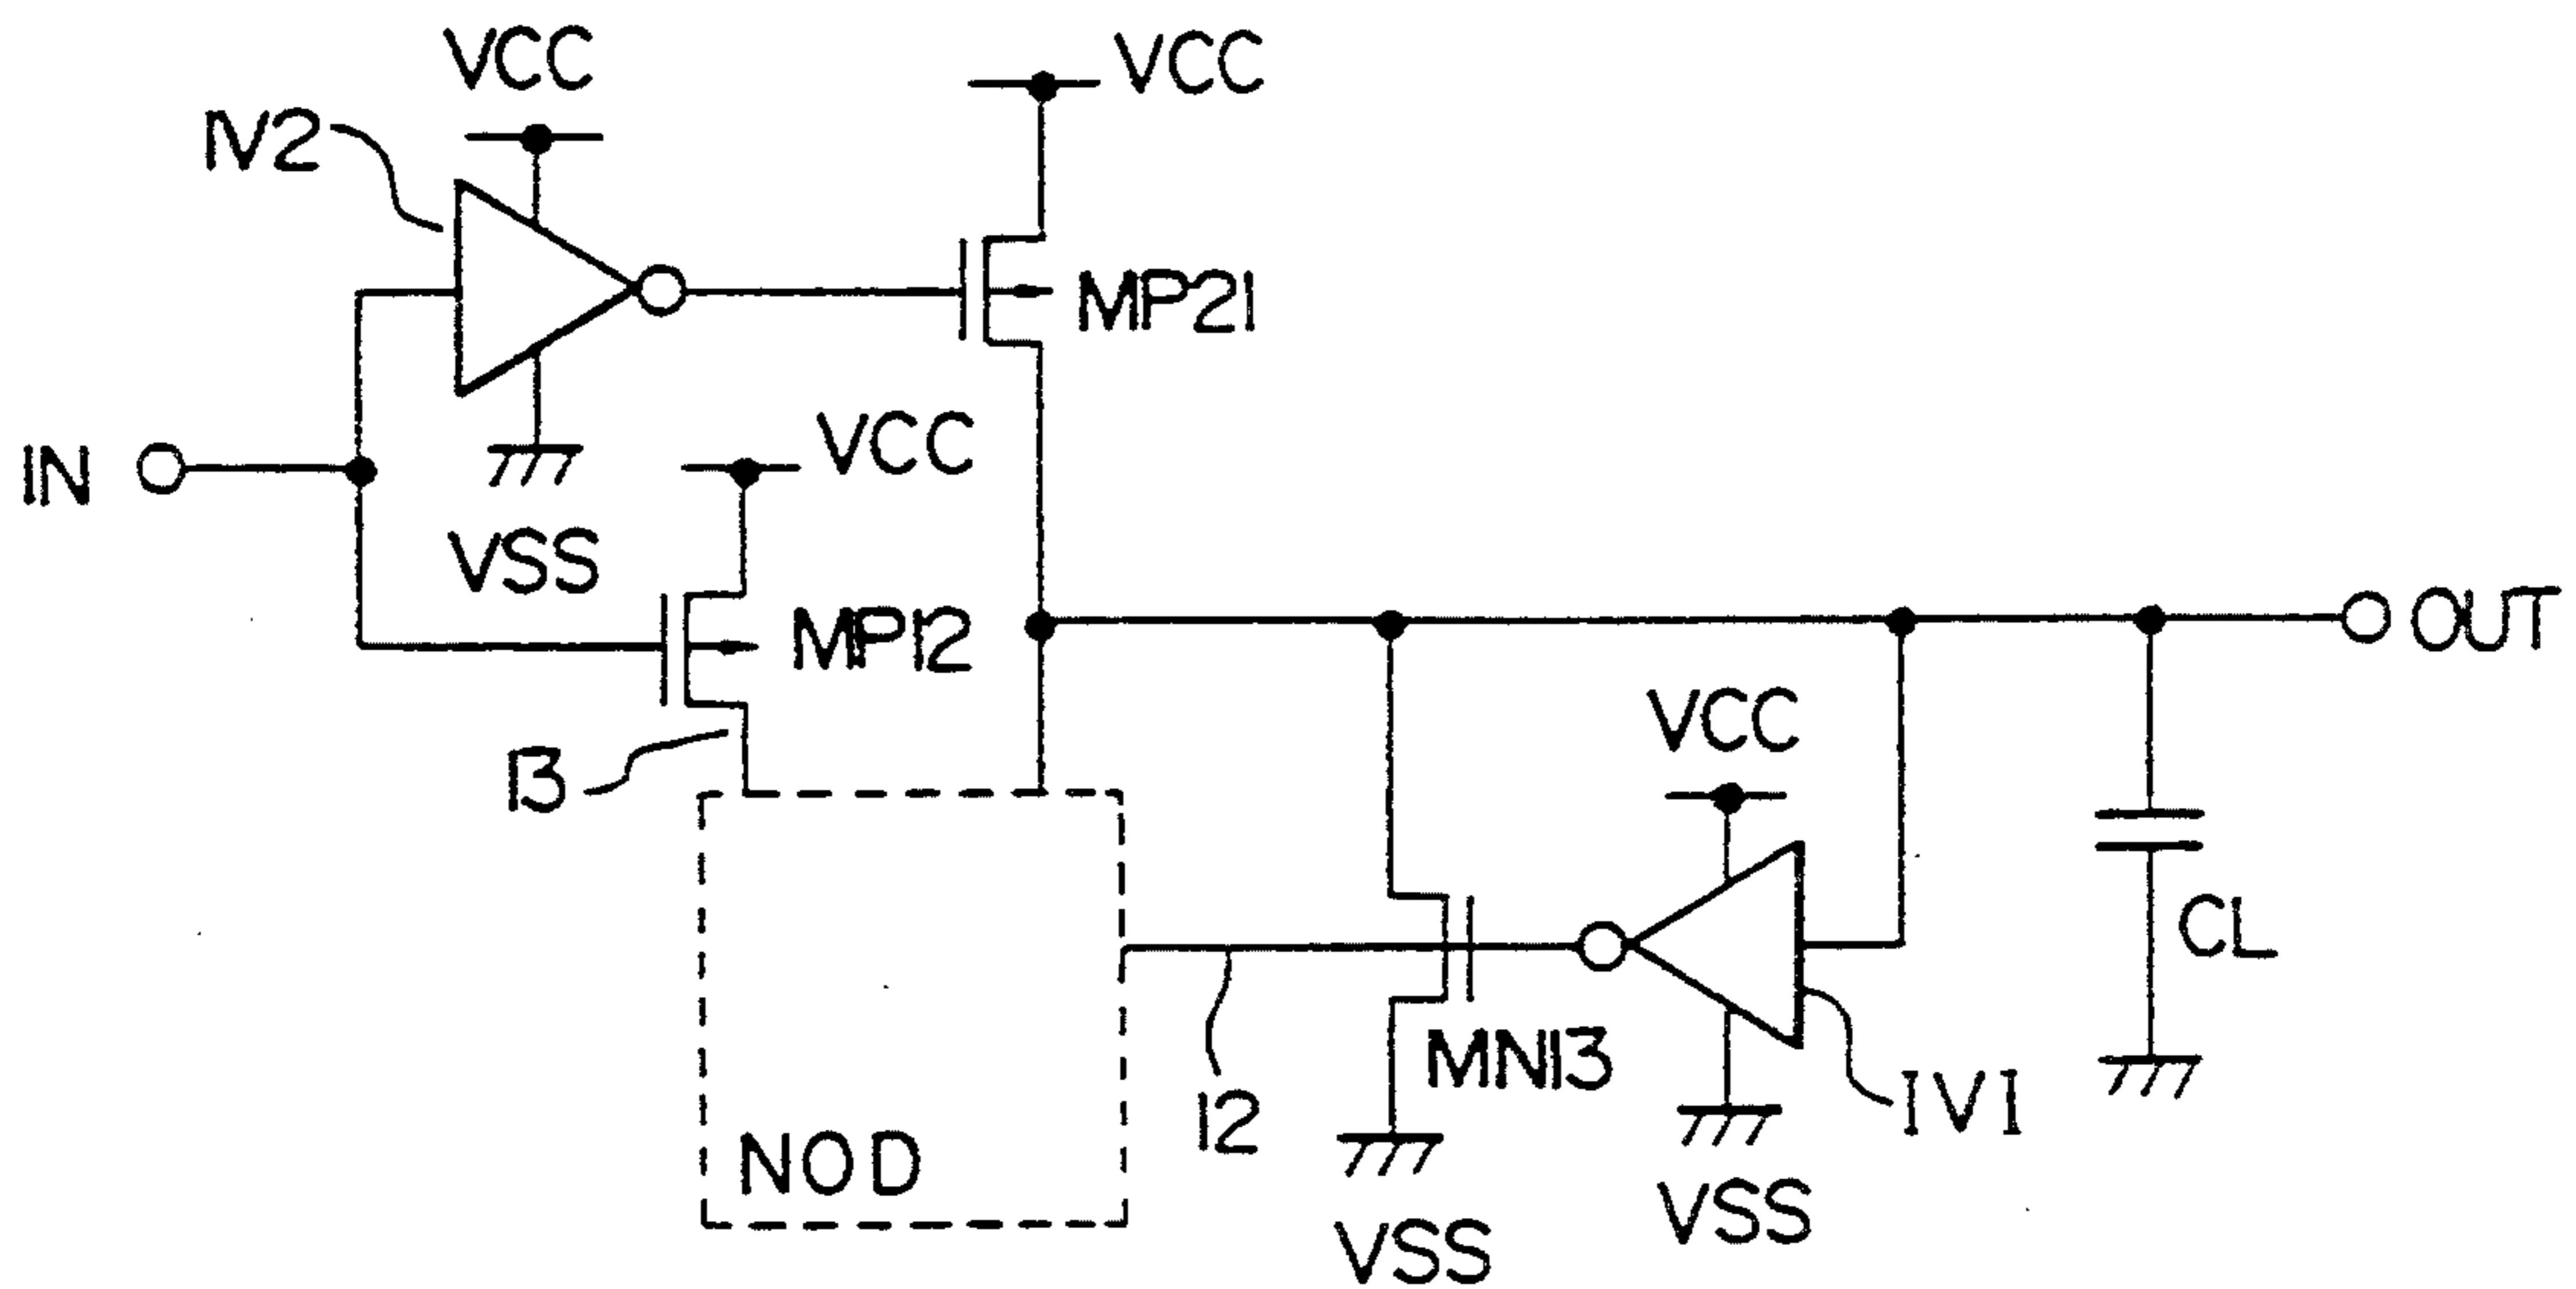 VCC
VCC
IV2
MP21
VCC
IN
VSS
MP12
OUT
VCC
13
CL
MN13
IV1
12
NOD
VSS
VSS